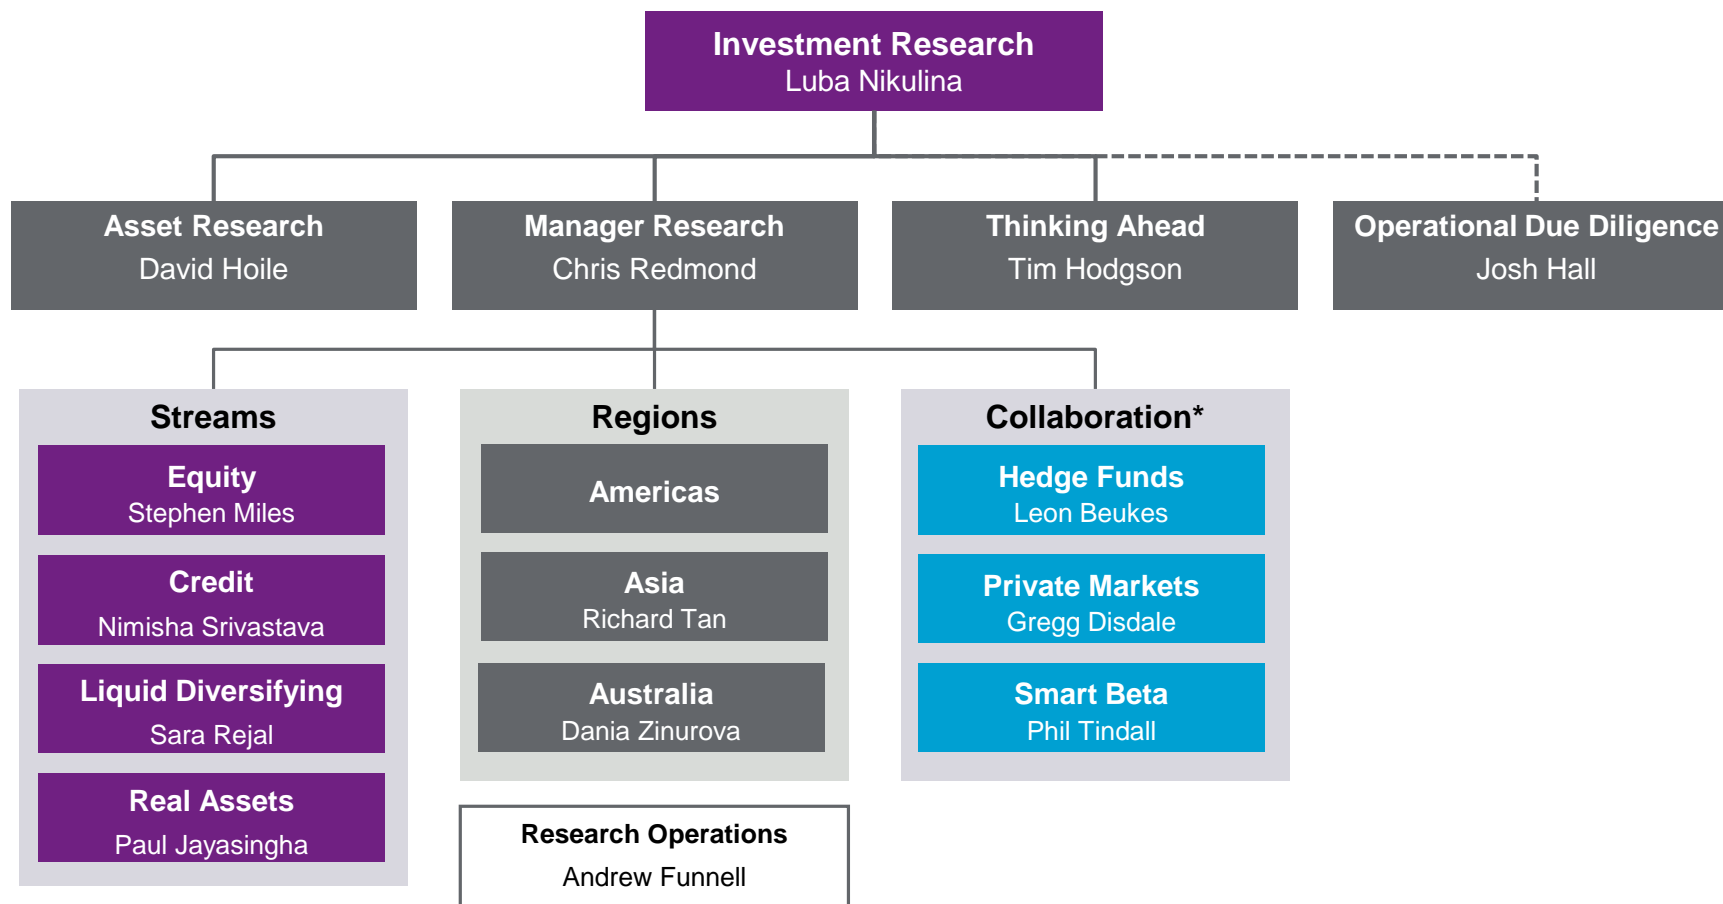 Investment Research
Luba Nikulina
Asset Research
David Hoile
Manager Research
Chris Redmond
Thinking Ahead
Tim Hodgson
Operational Due Diligence
Josh Hall
Streams
Equity
Stephen Miles
Credit
Nimisha Srivastava
Liquid Diversifying
Sara Rejal
Real Assets
Paul Jayasingha
Regions
Americas
Asia
Richard Tan
Australia
Dania Zinurova
Research Operations
Andrew Funnell
Collaboration*
Hedge Funds
Leon Beukes
Private Markets
Gregg Disdale
Smart Beta
Phil Tindall